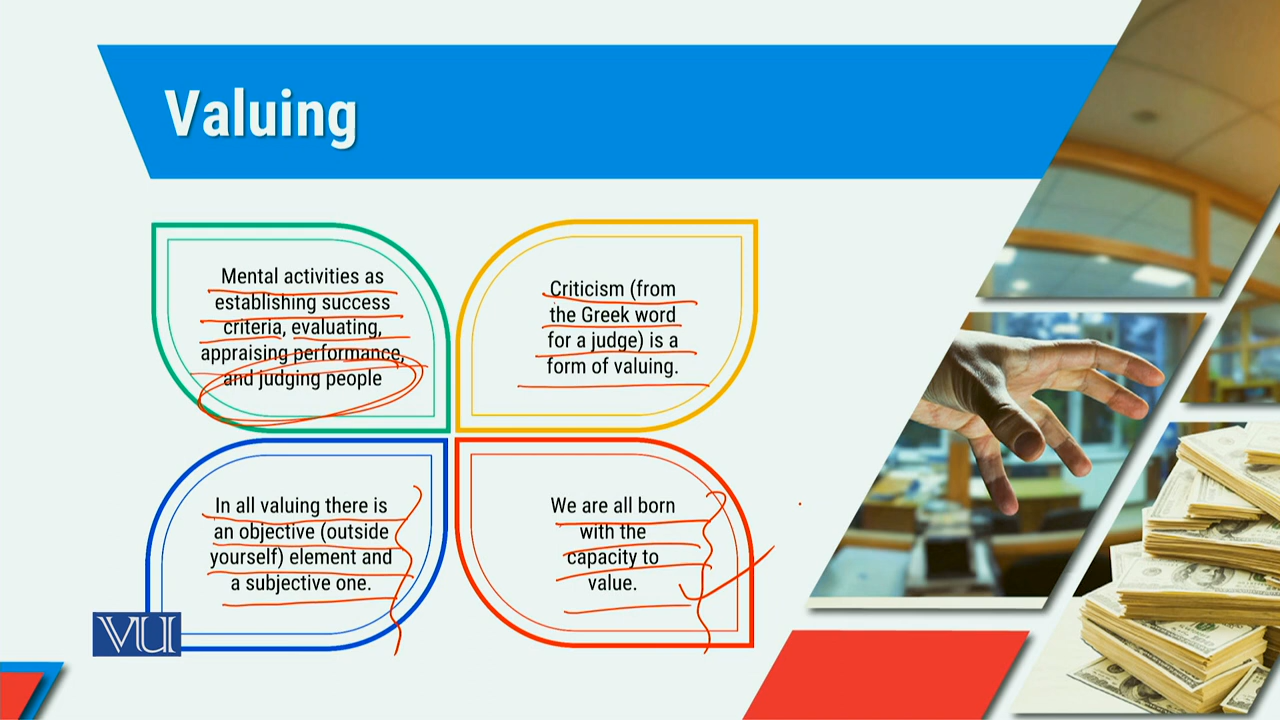 Valuing
Mental activities as
establishing success
criteria, evaluating,
appraising performance,
and judging people
Criticism (from
the Greek word
for a judge) is a
form of valuing.
In all valuing there is
an objective (outside
yourself) element and
a subjective one.
We are all born
with the
capacity to
value.
VU